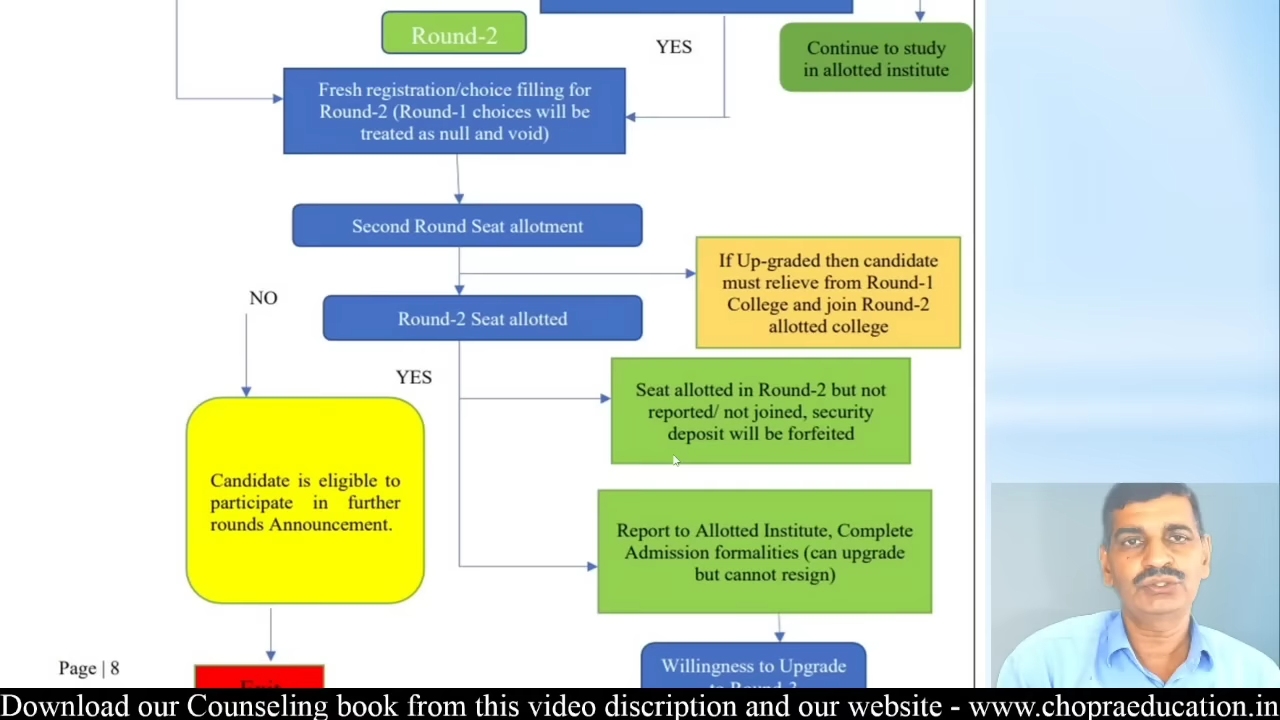 Round-2
YES
Continue to study
in allotted institute
Fresh registration/choice filling for
Round-2 (Round-1 choices will be
treated as null and void)
Second Round Seat allotment
If Up-graded then candidate
must relieve from Round-1
College and join Round-2
allotted college
NO
Round-2 Seat allotted
YES
Seat allotted in Round-2 but not
reported/ not joined, security
deposit will be forfeited
Candidate is eligible to
participate in further
rounds Announcement.
Report to Allotted Institute, Complete
Admission formalities (can upgrade
but cannot resign)
Page | 8
Exit
Willingness to Upgrade
to Round-3
Download our Counseling book from this video discription and our website - www.chopraeducation.in